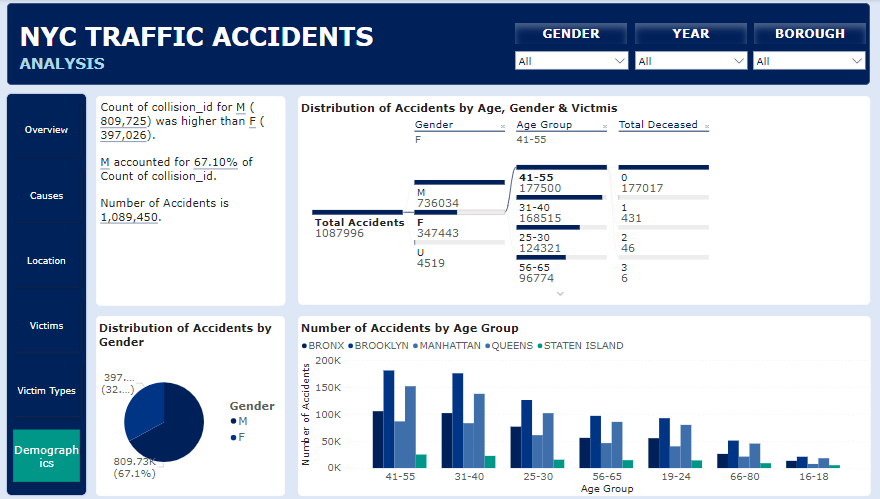 NYC TRAFFIC ACCIDENTS
ANALYSIS
GENDER YEAR BOROUGH
All All All
Overview
Causes
Location
Victims
Victim Types
Demograph
ics
Count of collision_id for M (
809,725) was higher than F (
397,026).
M accounted for 67.10% of
Count of collision_id.
Number of Accidents is
1,089,450.
Distribution of Accidents by Age, Gender & Victmis
Gender × Age Group × Total Deceased ×
F 41-55
Total Accidents
1087996
M
736034
F
347443
U
4519
41-55
177500
31-40
168515
25-30
124321
56-65
96774
0
177017
1
431
2
46
3
6
Distribution of Accidents by
Gender
397....
(32....)
809.73K
(67.1%)
Gender
M
F
Number of Accidents by Age Group
BRONX BROOKLYN MANHATTAN QUEENS STATEN ISLAND
Number of Accidents
200K
150K
100K
50K
0K
41-55 31-40 25-30 56-65 19-24 66-80 16-18
Age Group